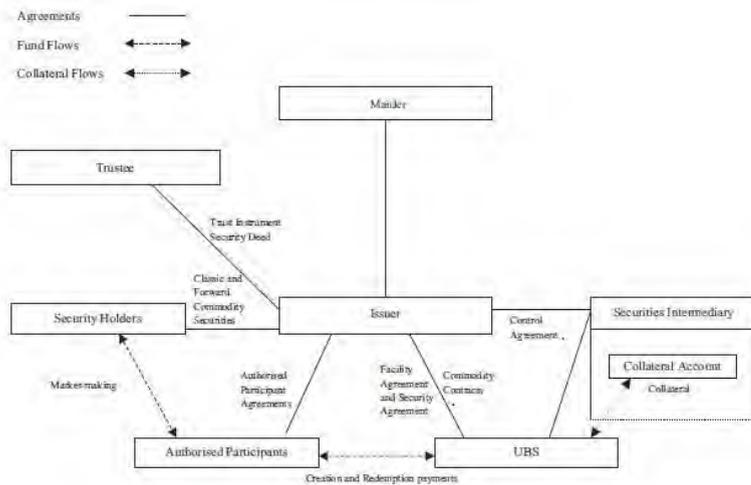 Agreements
Fund Flows
Collateral Flows
Trustee
Trust Instrument
Security Deed
Classic and
Forward
Commodity
Securities
Security Holders
Issuer
Control
Agreement
Securities Intermediary
Collateral Account
Collateral
Market-making
Authorised
Participant
Agreements
Facility
Agreement
and Security
Agreement
Commodity
Contracts
Authorised Participants
UBS
Creation and Redemption payments